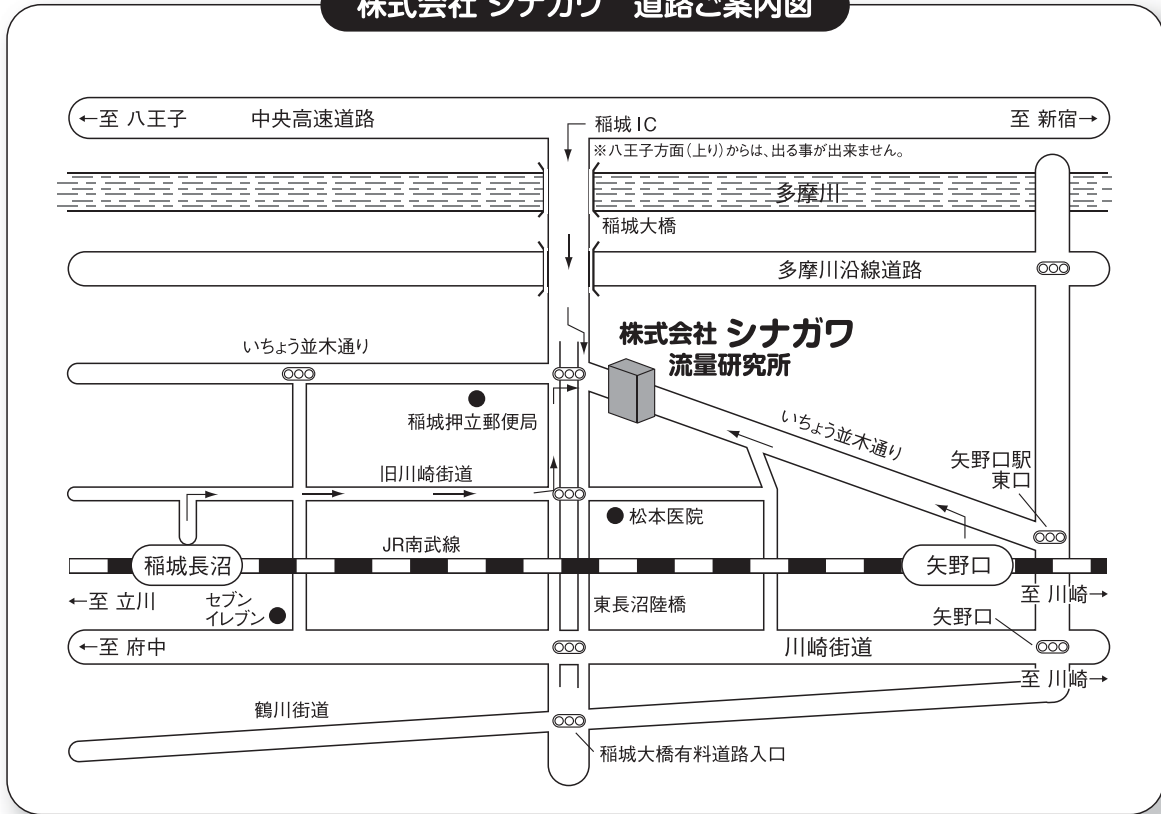 株式会社 シナガワ 道路ご案内図
←至 八王子
中央高速道路
稲城IC
至 新宿→
※八王子方面(上り)からは、出る事が出来ません。
多摩川
稲城大橋
多摩川沿線道路
株式会社 シナガワ
流量研究所
いちょう並木通り
稲城押立郵便局
いちょう並木通り
矢野口駅
東口
旧川崎街道
松本医院
JR南武線
稲城長沼
矢野口
←至 立川
セブン
イレブン
東長沼陸橋
至 川崎→
矢野口
←至 府中
川崎街道
至 川崎→
鶴川街道
稲城大橋有料道路入口